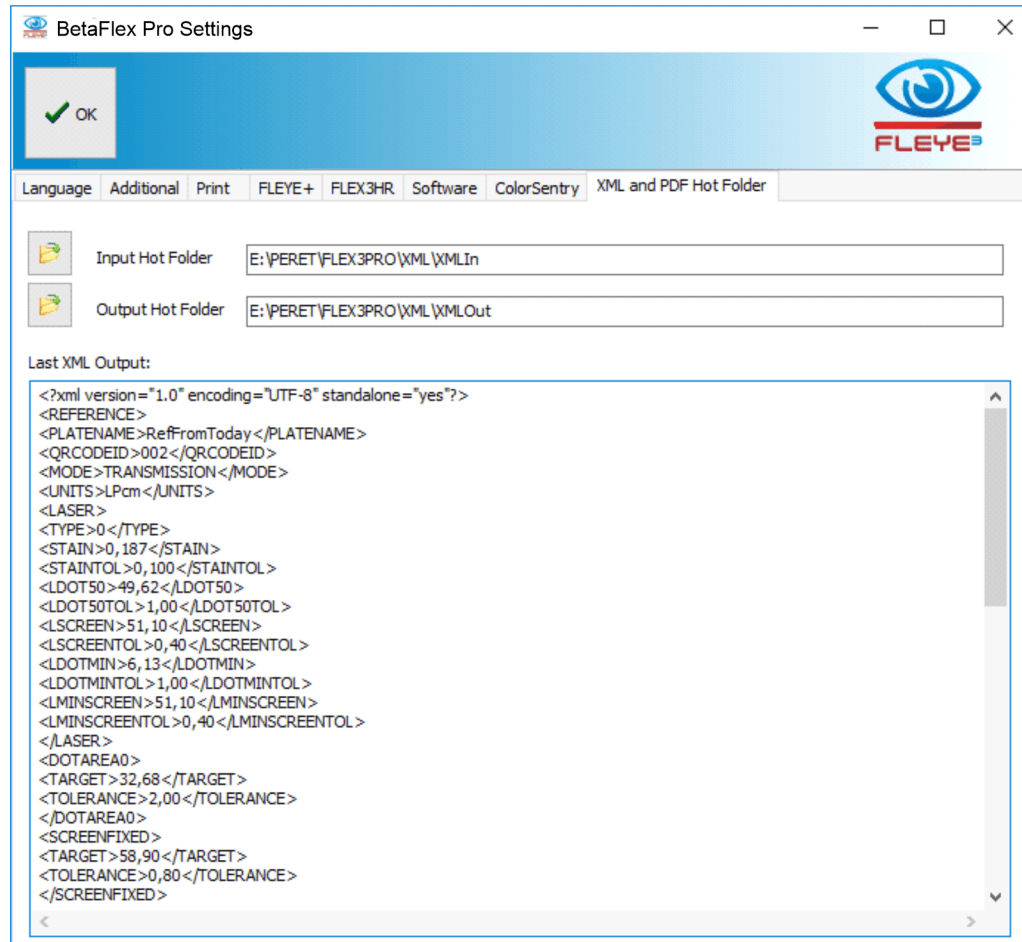 BetaFlex Pro Settings
OK
FLEYE³
Language Additional Print FLEYE+ FLEX3HR Software ColorSentry XML and PDF Hot Folder
Input Hot Folder E:\PERET\FLEX3PRO\XML\XMLIn
Output Hot Folder E:\PERET\FLEX3PRO\XML\XMLOut
Last XML Output:
<?xml version="1.0" encoding="UTF-8" standalone="yes"?>
<REFERENCE>
<PLATENAME>RefFromToday</PLATENAME>
<QRCODEID>002</QRCODEID>
<MODE>TRANSMISSION</MODE>
<UNITS>LPcm</UNITS>
<LASER>
<TYPE>0</TYPE>
<STAIN>0,187</STAIN>
<STAINTOL>0,100</STAINTOL>
<LDOT50>49,62</LDOT50>
<LDOT50TOL>1,00</LDOT50TOL>
<LSCREEN>51,10</LSCREEN>
<LSCREENTOL>0,40</LSCREENTOL>
<LDOTMIN>6,13</LDOTMIN>
<LDOTMINTOL>1,00</LDOTMINTOL>
<LMINSCREEN>51,10</LMINSCREEN>
<LMINSCREENTOL>0,40</LMINSCREENTOL>
</LASER>
<DOTAREA0>
<TARGET>32,68</TARGET>
<TOLERANCE>2,00</TOLERANCE>
</DOTAREA0>
<SCREENFIXED>
<TARGET>58,90</TARGET>
<TOLERANCE>0,80</TOLERANCE>
</SCREENFIXED>